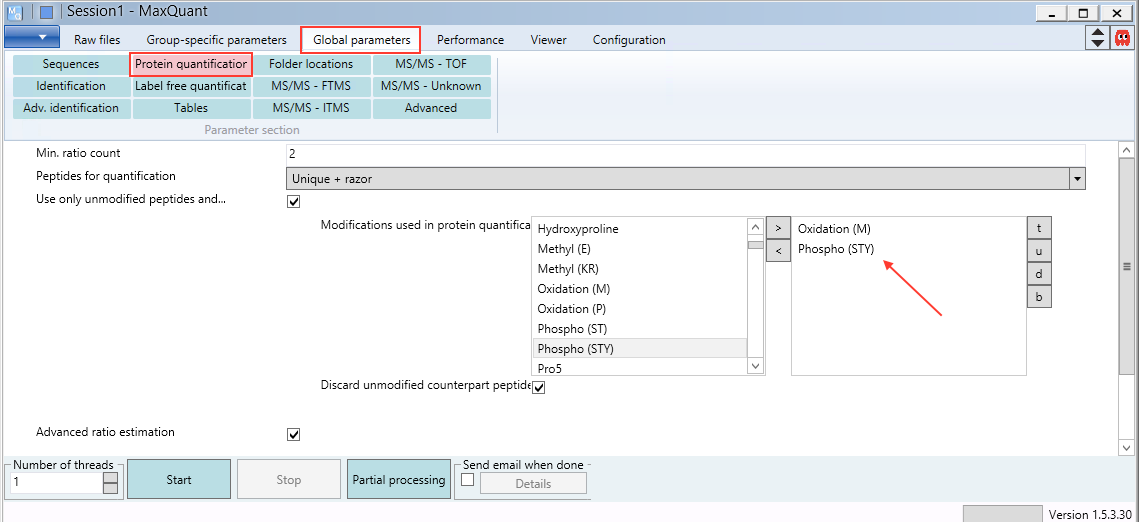 Session1 - MaxQuant
Raw files Group-specific parameters Global parameters Performance Viewer Configuration
Sequences Protein quantification Folder locations MS/MS - TOF
Identification Label free quantificat MS/MS - FTMS MS/MS - Unknown
Adv. identification Tables MS/MS - ITMS Advanced
Parameter section
Min. ratio count 2
Peptides for quantification Unique + razor
Use only unmodified peptides and...
Modifications used in protein quantifica Hydroxyproline > Oxidation (M) t
Methyl (E) < Phospho (STY) u
Methyl (KR) d
Oxidation (M) b
Oxidation (P)
Phospho (ST)
Phospho (STY)
Pro5
Discard unmodified counterpart peptide
Advanced ratio estimation
Number of threads Send email when done
1 Start Stop Partial processing Details
Version 1.5.3.30